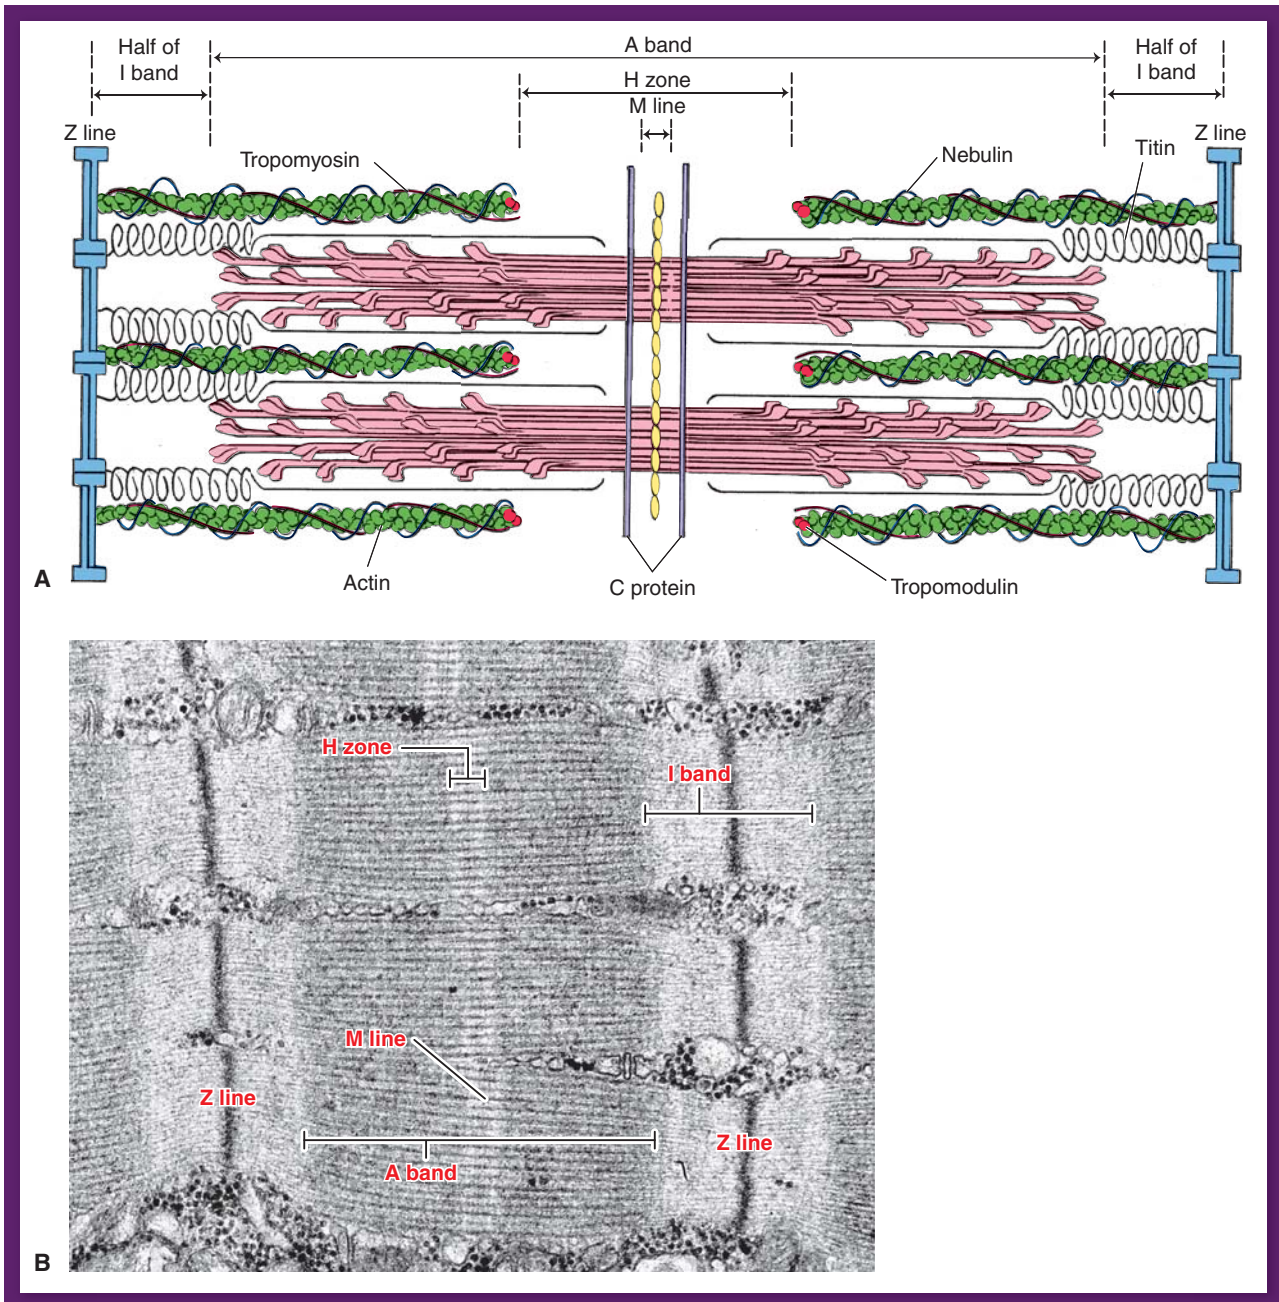 Half of
I band
A band
Half of
I band
H zone
M line
Z line
Z line
Tropomyosin
Nebulin
Titin
A
Actin
C protein
Tropomodulin
H zone
I band
M line
Z line
Z line
A band
B